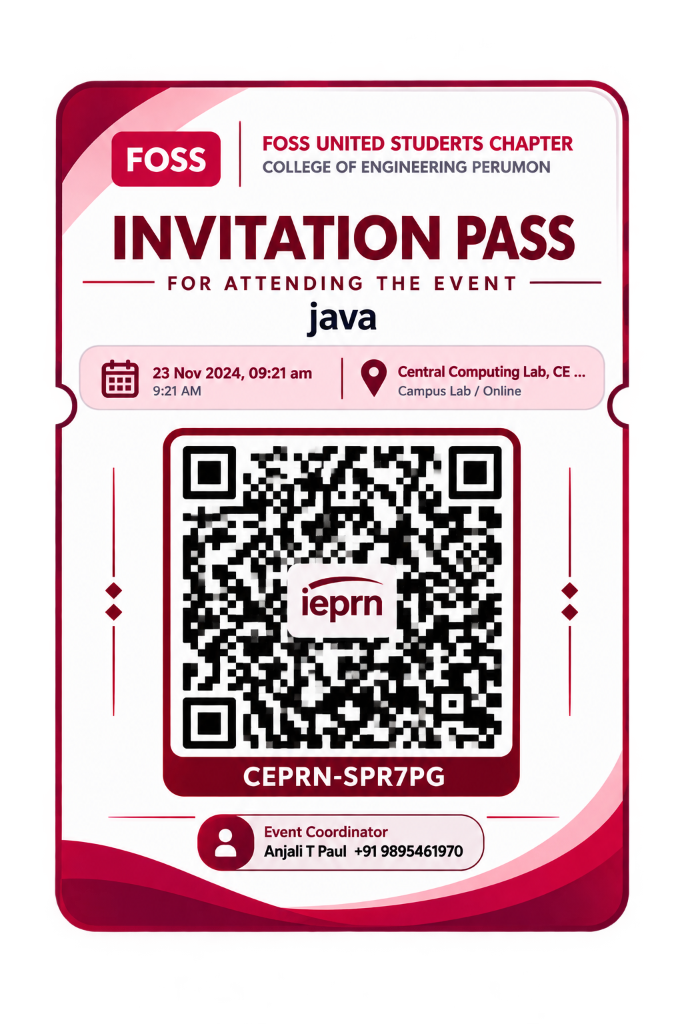 FOSS
FOSS UNITED STUDERTS CHAPTER
COLLEGE OF ENGINEERING PERUMON
INVITATION PASS
FOR ATTENDING THE EVENT
java
23 Nov 2024, 09:21 am
9:21 AM
Central Computing Lab, CE ...
Campus Lab / Online
ieprn
CEPRN-SPR7PG
Event Coordinator
Anjali T Paul +91 9895461970